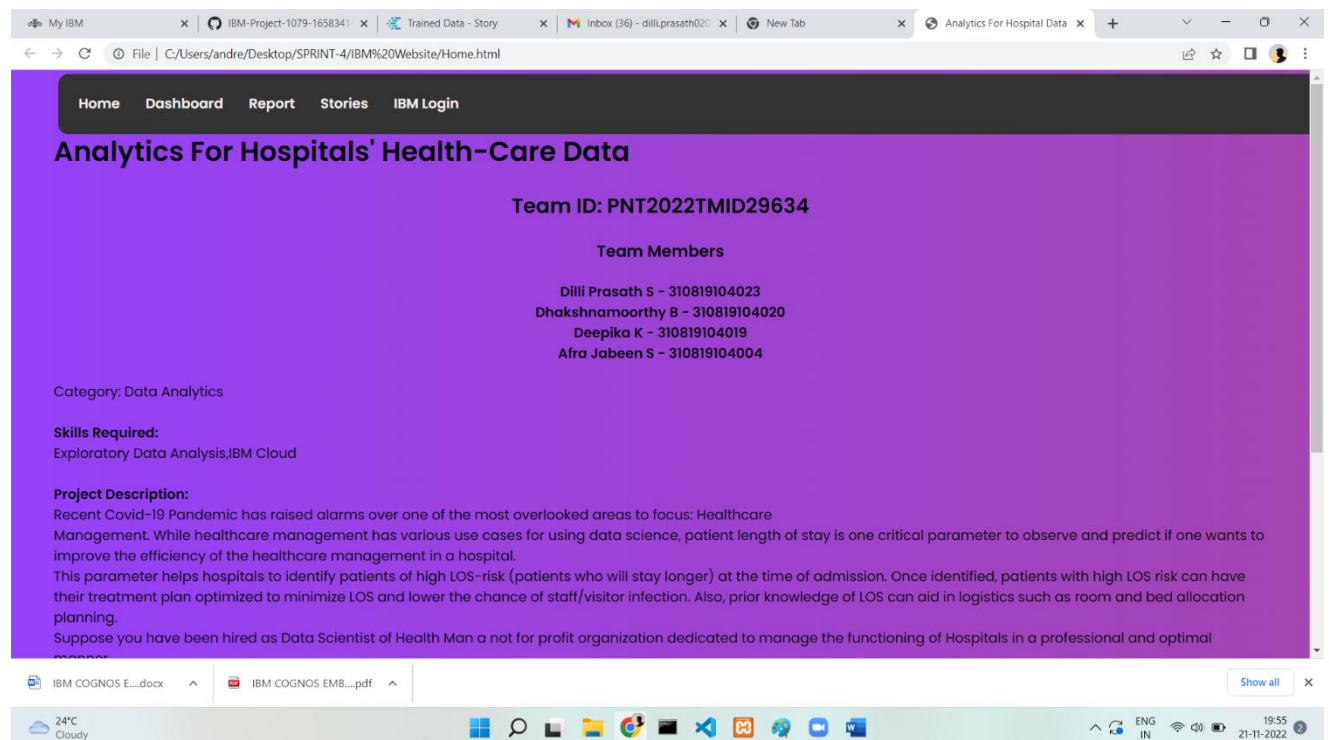 My IBM
IBM-Project-1079-1658341
Trained Data - Story
Inbox (36) - dilli.prasath020
New Tab
Analytics For Hospital Data
File | C:/Users/andre/Desktop/SPRINT-4/IBM%20Website/Home.html
Home Dashboard Report Stories IBM Login
Analytics For Hospitals' Health-Care Data
Team ID: PNT2022TMID29634
Team Members
Dilli Prasath S - 310819104023
Dhakshnamoorthy B - 310819104020
Deepika K - 310819104019
Afra Jabeen S - 310819104004
Category: Data Analytics
Skills Required:
Exploratory Data Analysis,IBM Cloud
Project Description:
Recent Covid-19 Pandemic has raised alarms over one of the most overlooked areas to focus: Healthcare
Management. While healthcare management has various use cases for using data science, patient length of stay is one critical parameter to observe and predict if one wants to
improve the efficiency of the healthcare management in a hospital.
This parameter helps hospitals to identify patients of high LOS-risk (patients who will stay longer) at the time of admission. Once identified, patients with high LOS risk can have
their treatment plan optimized to minimize LOS and lower the chance of staff/visitor infection. Also, prior knowledge of LOS can aid in logistics such as room and bed allocation
planning.
Suppose you have been hired as Data Scientist of Health Man a not for profit organization dedicated to manage the functioning of Hospitals in a professional and optimal
manner
IBM COGNOS E....docx
IBM COGNOS EMB....pdf
Show all
24°C
Cloudy
ENG
IN
19:55
21-11-2022
2